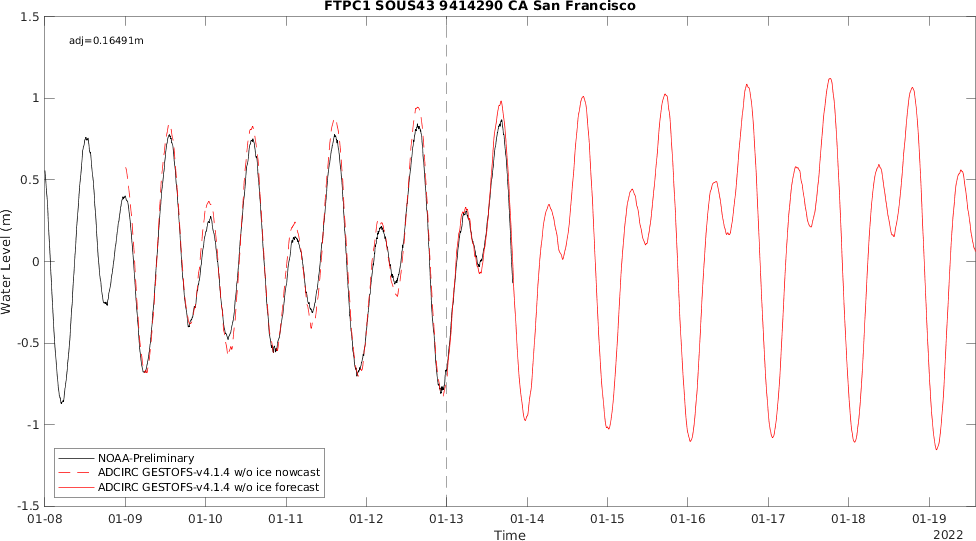 FTPC1 SOUS43 9414290 CA San Francisco
adj=0.16491m
1.5
1
0.5
0
-0.5
-1
-1.5
Water Level (m)
NOAA-Preliminary
ADCIRC GESTOFS-v4.1.4 w/o ice nowcast
ADCIRC GESTOFS-v4.1.4 w/o ice forecast
01-08 01-09 01-10 01-11 01-12 01-13 01-14 01-15 01-16 01-17 01-18 01-19
Time
2022